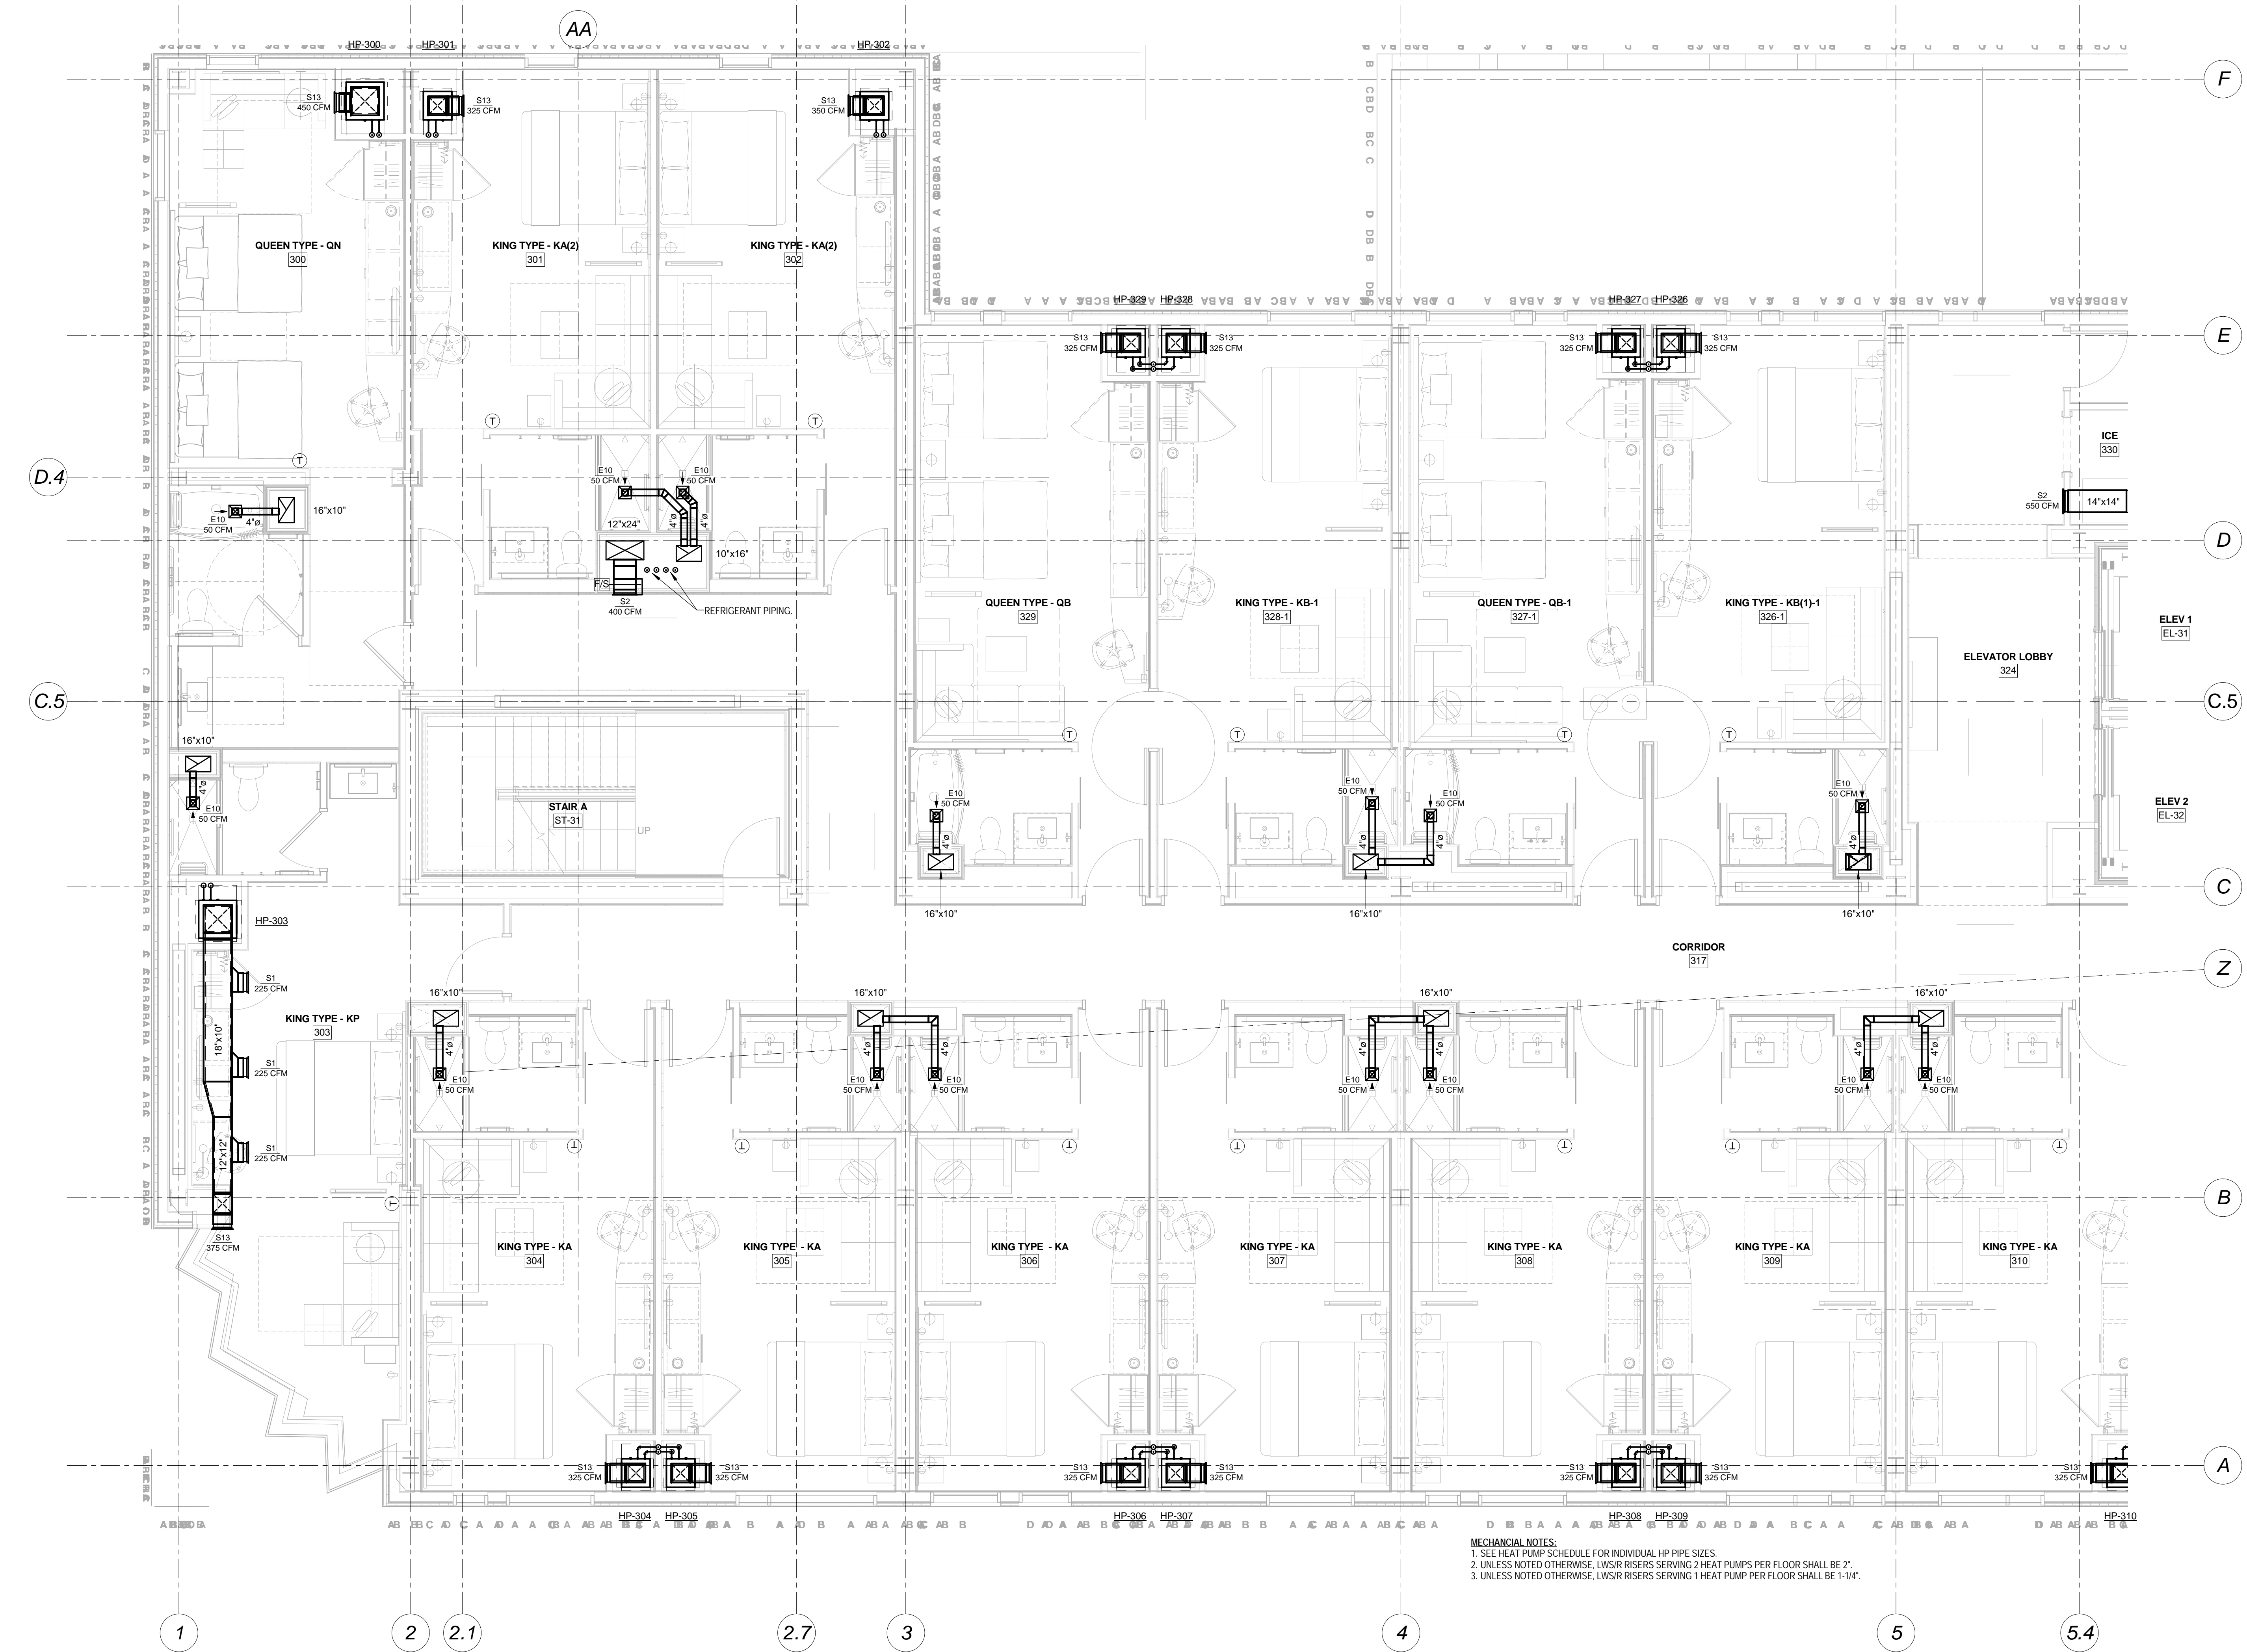 AA
HP-300
HP-301
HP-302
F
S13
450 CFM
S13
325 CFM
S13
350 CFM
QUEEN TYPE - QN
300
KING TYPE - KA(2)
301
KING TYPE - KA(2)
302
HP-329
HP-328
HP-327
HP-326
S13
325 CFM
S13
325 CFM
S13
325 CFM
S13
325 CFM
E
T
T
T
ICE
330
D.4
E10
50 CFM
4"ø
16"x10"
E10
50 CFM
E10
50 CFM
12"x24"
4"ø
4"ø
10"x16"
F/S
S2
400 CFM
REFRIGERANT PIPING.
S2
550 CFM
14"x14"
D
QUEEN TYPE - QB
329
KING TYPE - KB-1
328-1
QUEEN TYPE - QB-1
327-1
KING TYPE - KB(1)-1
326-1
ELEV 1
EL-31
ELEVATOR LOBBY
324
C.5
C.5
T
T
T
T
16"x10"
4"ø
E10
50 CFM
STAIR A
ST-31
UP
E10
50 CFM
4"ø
E10
50 CFM
4"ø
E10
50 CFM
4"ø
E10
50 CFM
4"ø
ELEV 2
EL-32
C
16"x10"
16"x10"
16"x10"
HP-303
CORRIDOR
317
Z
S1
225 CFM
16"x10"
16"x10"
16"x10"
16"x10"
KING TYPE - KP
303
18"x10"
S1
225 CFM
4"ø
E10
50 CFM
4"ø
E10
50 CFM
E10
50 CFM
4"ø
E10
50 CFM
4"ø
E10
50 CFM
4"ø
E10
50 CFM
4"ø
E10
50 CFM
S1
225 CFM
12"x12"
T
T
T
T
T
T
T
T
B
S13
375 CFM
KING TYPE - KA
304
KING TYPE - KA
305
KING TYPE - KA
306
KING TYPE - KA
307
KING TYPE - KA
308
KING TYPE - KA
309
KING TYPE - KA
310
S13
325 CFM
S13
325 CFM
S13
325 CFM
S13
325 CFM
S13
325 CFM
S13
325 CFM
S13
325 CFM
A
HP-304
HP-305
HP-306
HP-307
HP-308
HP-309
HP-310
MECHANCIAL NOTES:
1. SEE HEAT PUMP SCHEDULE FOR INDIVIDUAL HP PIPE SIZES.
2. UNLESS NOTED OTHERWISE, LWS/R RISERS SERVING 2 HEAT PUMPS PER FLOOR SHALL BE 2".
3. UNLESS NOTED OTHERWISE, LWS/R RISERS SERVING 1 HEAT PUMP PER FLOOR SHALL BE 1-1/4".
1
2
2.1
2.7
3
4
5
5.4